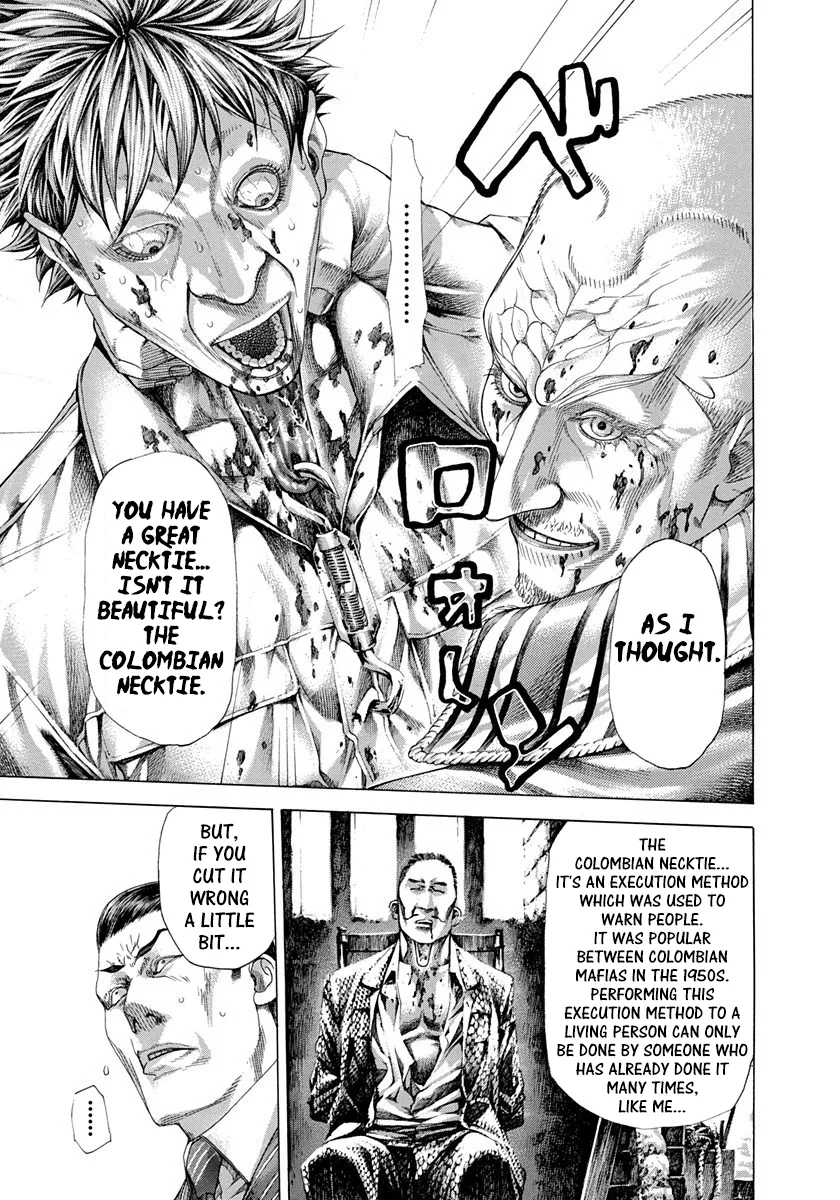 ベ
ロ
オ
ト
ン
.........
AS I
THOUGHT.
YOU HAVE
A GREAT
NECKTIE...
ISN'T IT
BEAUTIFUL?
THE
COLOMBIAN
NECKTIE.
THE
COLOMBIAN NECKTIE...
IT'S AN EXECUTION METHOD
WHICH WAS USED TO
WARN PEOPLE.
IT WAS POPULAR
BETWEEN COLOMBIAN
MAFIAS IN THE 1950S.
PERFORMING THIS
EXECUTION METHOD TO A
LIVING PERSON CAN ONLY
BE DONE BY SOMEONE WHO
HAS ALREADY DONE IT
MANY TIMES,
LIKE ME...
BUT,
IF YOU
CUT IT
WRONG
A LITTLE
BIT...
......